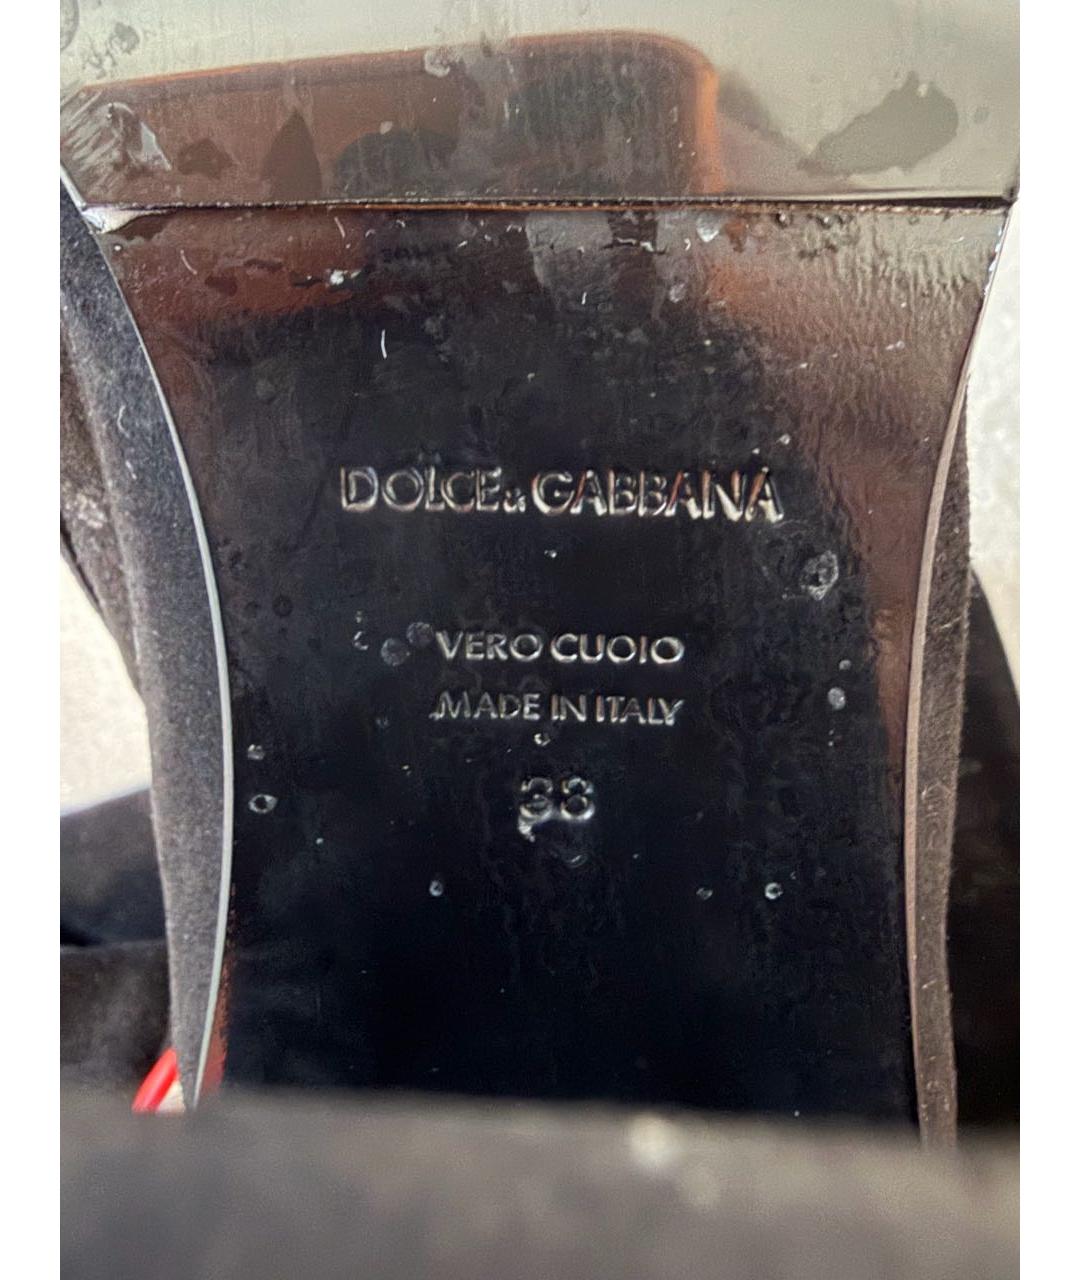 DOLCE & GABBANA
VERO CUOIO
MADE IN ITALY
38